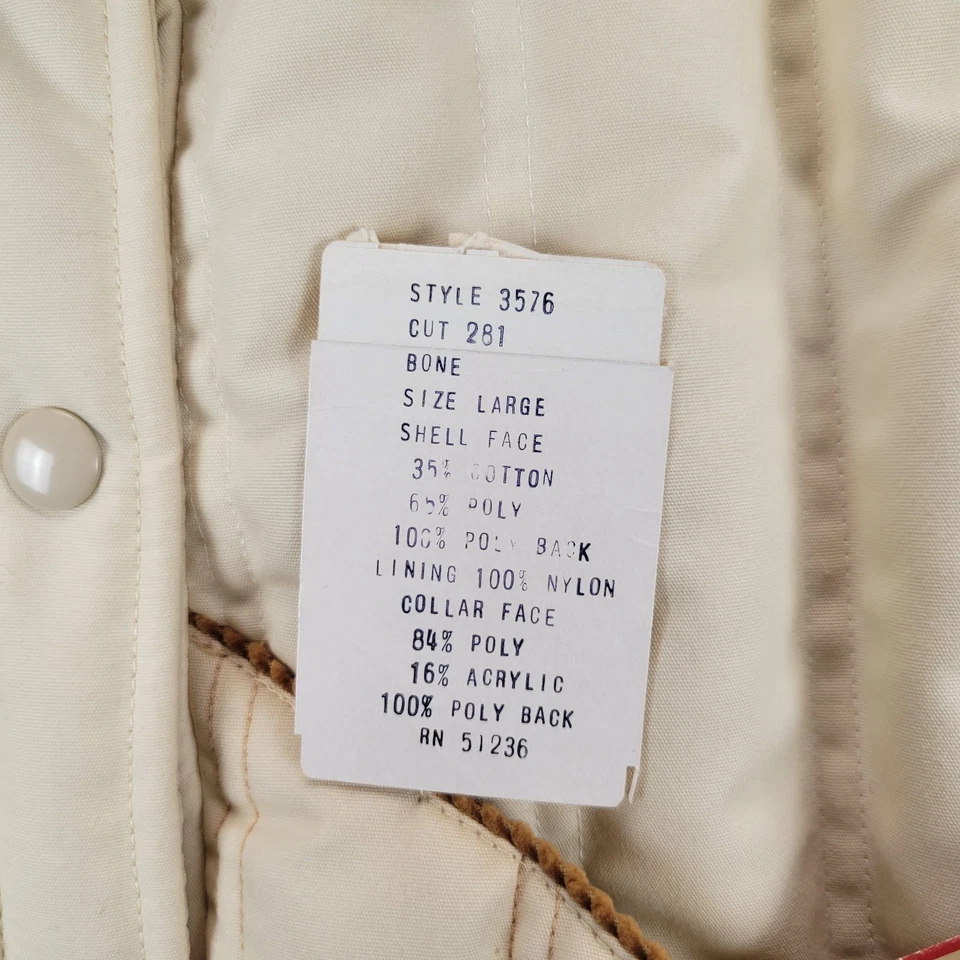 STYLE 3576
CUT 281
BONE
SIZE LARGE
SHELL FACE
35% COTTON
65% POLY
100% POLY BACK
LINING 100% NYLON
COLLAR FACE
84% POLY
16% ACRYLIC
100% POLY BACK
RN 51236